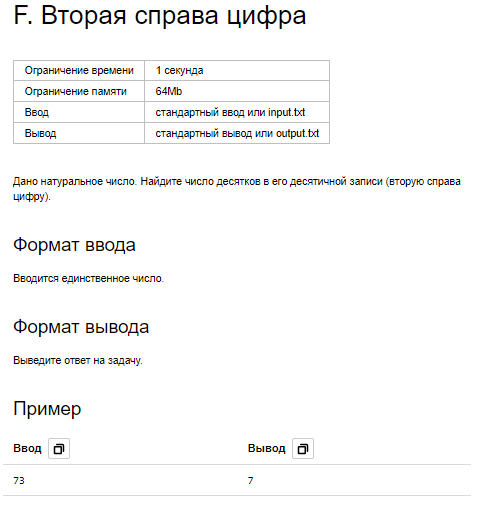 F. Вторая справа цифра
Ограничение времени 1 секунда
Ограничение памяти 64Mb
Ввод стандартный ввод или input.txt
Вывод стандартный вывод или output.txt
Дано натуральное число. Найдите число десятков в его десятичной записи (вторую справа
цифру).
Формат ввода
Вводится единственное число.
Формат вывода
Выведите ответ на задачу.
Пример
Ввод Вывод
73 7